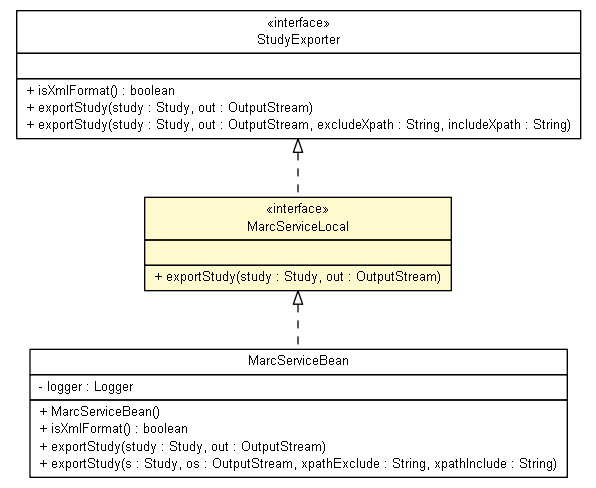 «interface»
StudyExporter
+ isXmlFormat() : boolean
+ exportStudy(study : Study, out : OutputStream)
+ exportStudy(study : Study, out : OutputStream, excludeXpath : String, includeXpath : String)
«interface»
MarcServiceLocal
+ exportStudy(study : Study, out : OutputStream)
MarcServiceBean
- logger : Logger
+ MarcServiceBean()
+ isXmlFormat() : boolean
+ exportStudy(study : Study, out : OutputStream)
+ exportStudy(s : Study, os : OutputStream, xpathExclude : String, xpathInclude : String)